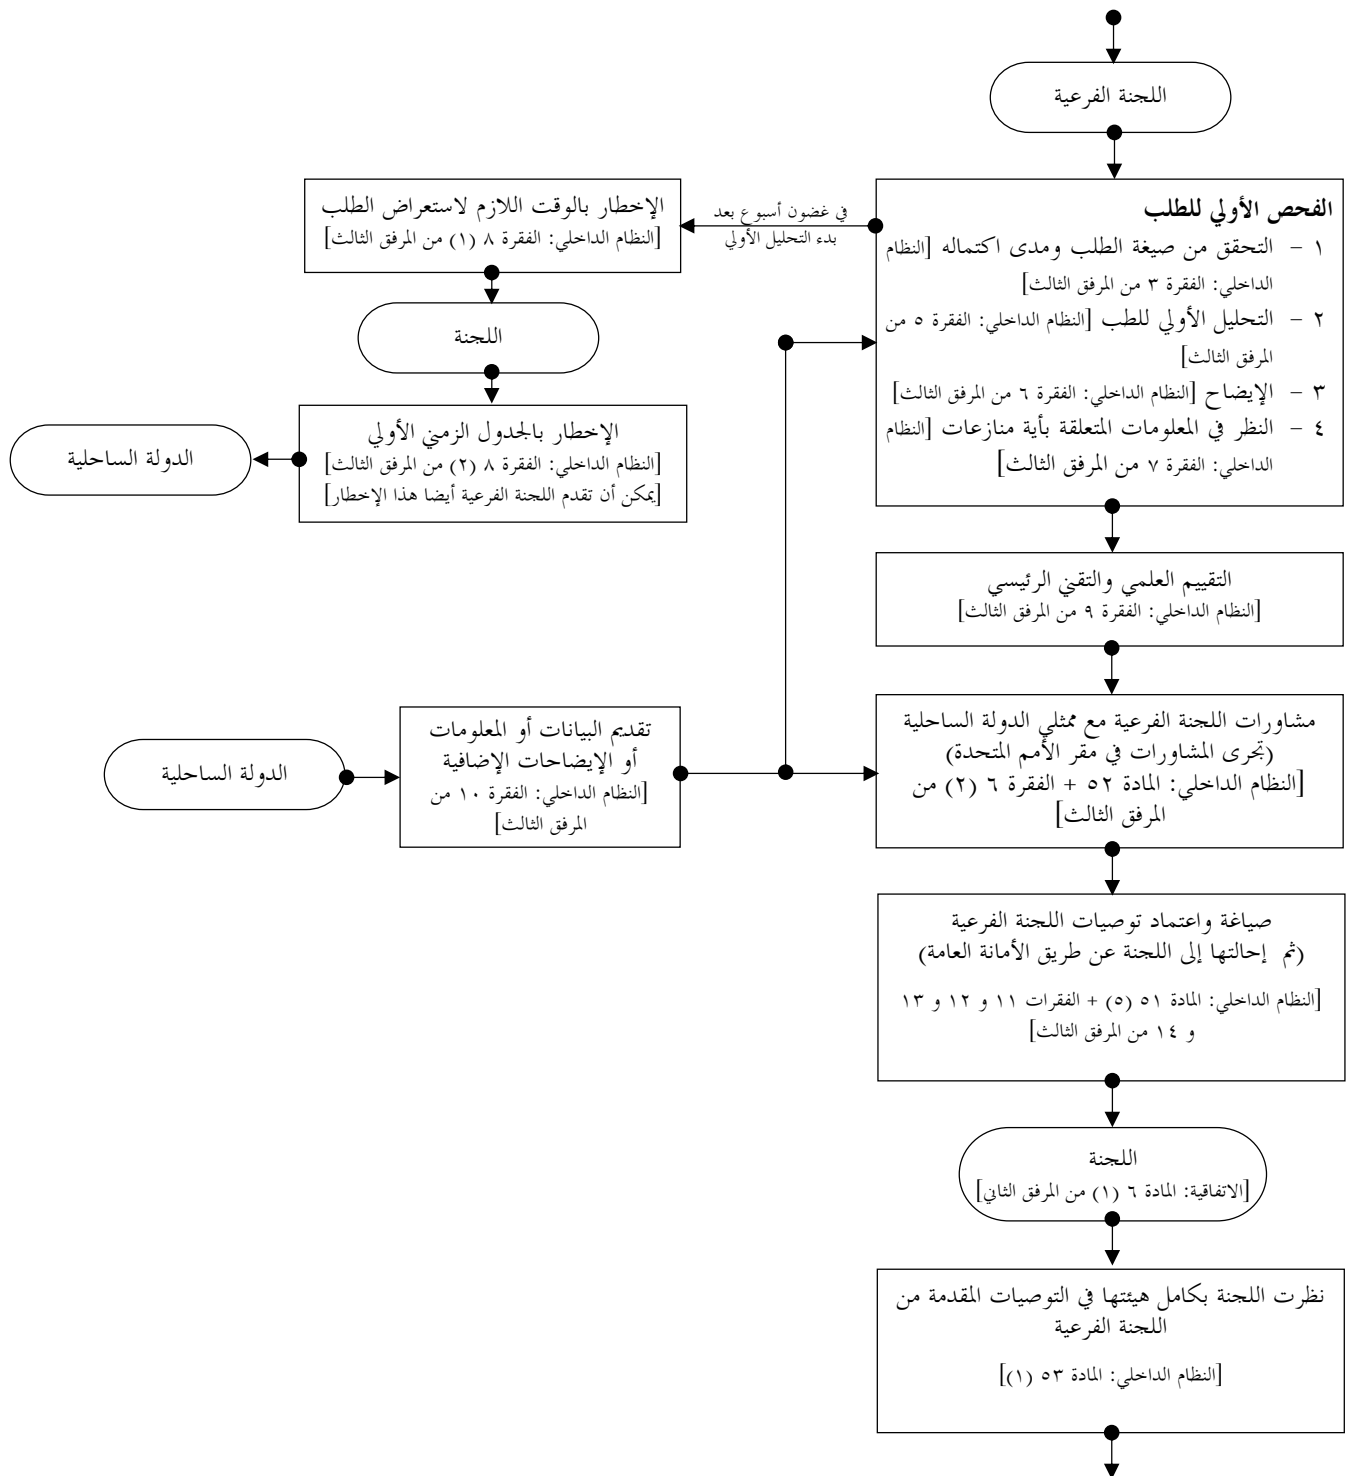 اللجنة الفرعية
الفحص الأولي للطلب
١ - التحقق من صيغة الطلب ومدى اكتماله [النظام
الداخلي: الفقرة ٣ من المرفق الثالث]
٢ - التحليل الأولي للطب [النظام الداخلي: الفقرة ٥ من
المرفق الثالث]
٣ - الإيضاح [النظام الداخلي: الفقرة ٦ من المرفق الثالث]
٤ - النظر في المعلومات المتعلقة بأية منازعات [النظام
الداخلي: الفقرة ٧ من المرفق الثالث]
في غضون أسبوع بعد
بدء التحليل الأولي
الإخطار بالوقت اللازم لاستعراض الطلب
[النظام الداخلي: الفقرة ٨ (١) من المرفق الثالث]
اللجنة
الإخطار بالجدول الزمني الأولي
[النظام الداخلي: الفقرة ٨ (٢) من المرفق الثالث]
[يمكن أن تقدم اللجنة الفرعية أيضا هذا الإخطار]
الدولة الساحلية
التقييم العلمي والتقني الرئيسي
[النظام الداخلي: الفقرة ٩ من المرفق الثالث]
مشاورات اللجنة الفرعية مع ممثلي الدولة الساحلية
(تجرى المشاورات في مقر الأمم المتحدة)
[النظام الداخلي: المادة ٥٢ + الفقرة ٦ (٢) من
المرفق الثالث]
تقديم البيانات أو المعلومات
أو الإيضاحات الإضافية
[النظام الداخلي: الفقرة ١٠ من
المرفق الثالث]
الدولة الساحلية
صياغة واعتماد توصيات اللجنة الفرعية
(ثم إحالتها إلى اللجنة عن طريق الأمانة العامة)
[النظام الداخلي: المادة ٥١ (٥) + الفقرات ١١ و ١٢ و ١٣
و ١٤ من المرفق الثالث]
اللجنة
[الاتفاقية: المادة ٦ (١) من المرفق الثاني]
نظرت اللجنة بكامل هيئتها في التوصيات المقدمة من
اللجنة الفرعية
[النظام الداخلي: المادة ٥٣ (١)]